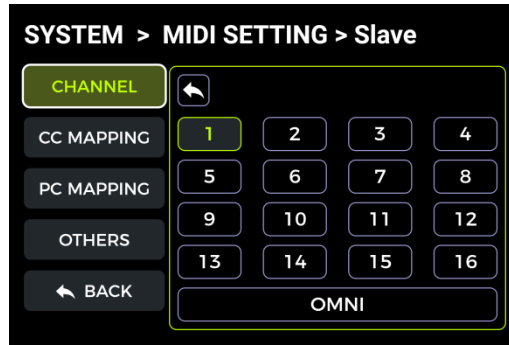 SYSTEM > MIDI SETTING > Slave
CHANNEL
CC MAPPING
PC MAPPING
OTHERS
BACK
1 2 3 4
5 6 7 8
9 10 11 12
13 14 15 16
OMNI